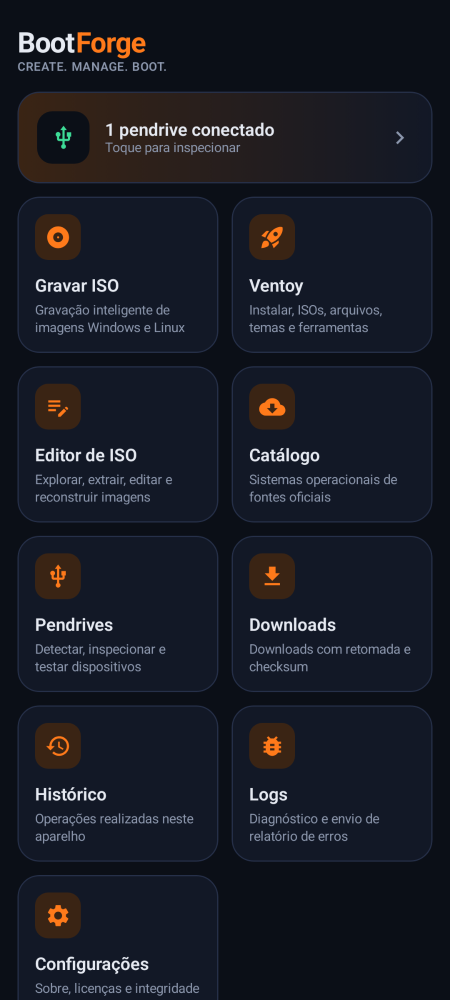 BootForge
CREATE. MANAGE. BOOT.
1 pendrive conectado
Toque para inspecionar
Gravar ISO
Gravação inteligente de
imagens Windows e Linux
Ventoy
Instalar, ISOs, arquivos,
temas e ferramentas
Editor de ISO
Explorar, extrair, editar e
reconstruir imagens
Catálogo
Sistemas operacionais de
fontes oficiais
Pendrives
Detectar, inspecionar e
testar dispositivos
Downloads
Downloads com retomada e
checksum
Histórico
Operações realizadas neste
aparelho
Logs
Diagnóstico e envio de
relatório de erros
Configurações
Sobre, licenças e integridade